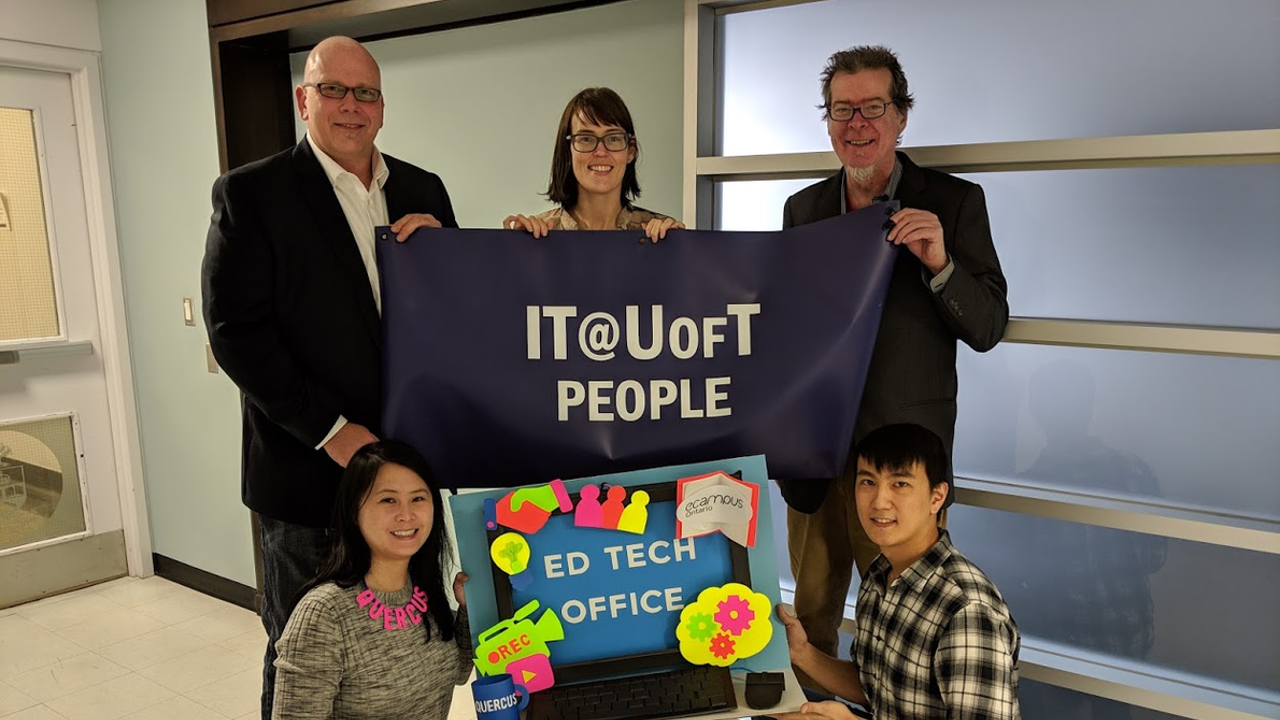 IT@UOFT
PEOPLE
ecampus
Ontario
ED TECH
OFFICE
QUERCUS
REC
QUERCUS